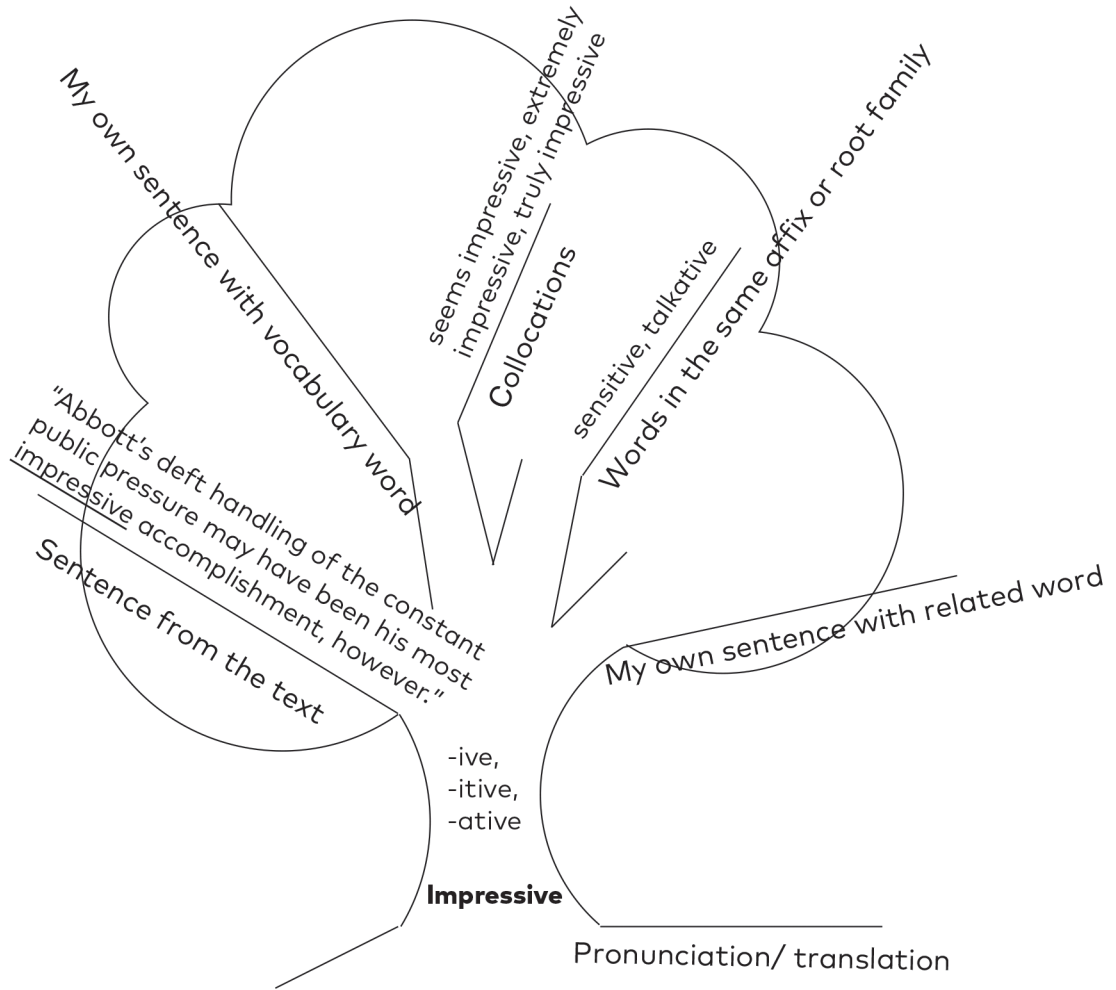 My own sentence with vocabulary word
seems impressive, extremely
impressive, truly impressive
Collocations
sensitive, talkative
Words in the same affix or root family
"Abbott's deft handling of the constant
public pressure may have been his most
impressive accomplishment, however."
Sentence from the text
My own sentence with related word
-ive,
-itive,
-ative
Impressive
Pronunciation/ translation